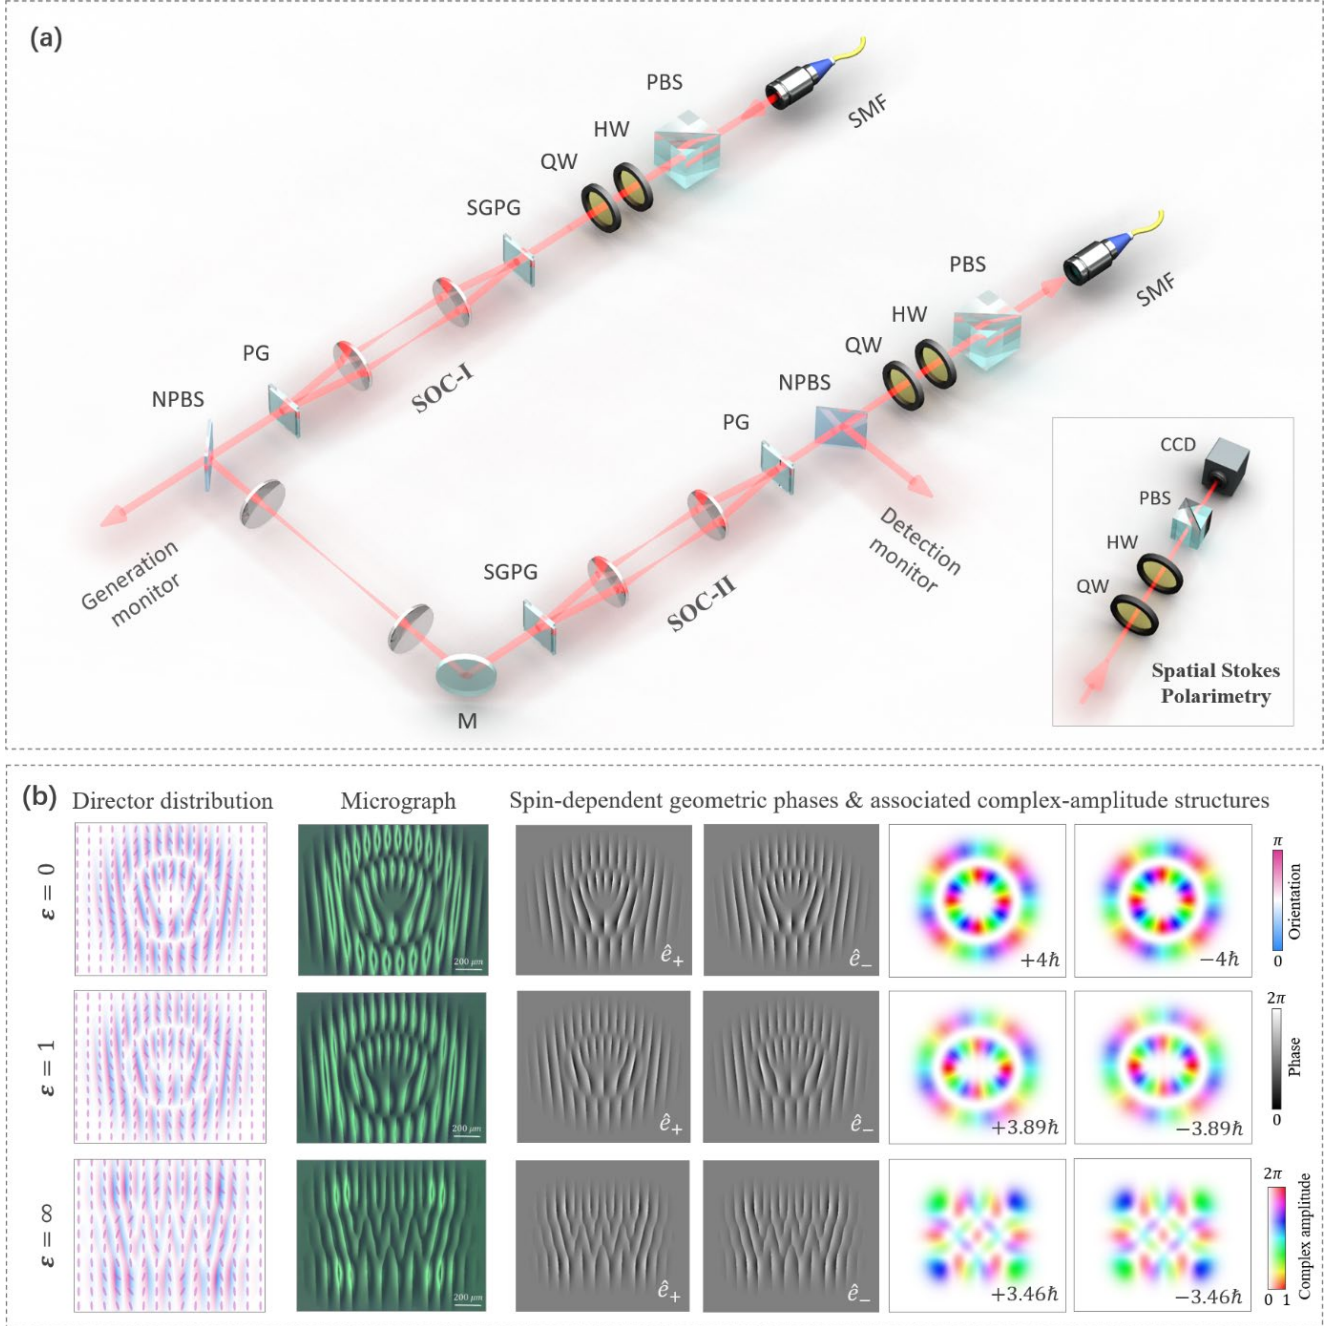 (a)
PBS
SMF
HW
QW
SGPG
PG
NPBS
SOC-I
Generation
monitor
M
SGPG
SOC-II
PG
NPBS
QW
HW
PBS
SMF
Detection
monitor
CCD
PBS
HW
QW
Spatial Stokes
Polarimetry
(b)
Director distribution
Micrograph
Spin-dependent geometric phases & associated complex-amplitude structures
ε = 0
200 μm
ê₊
ê₋
+4ℏ
−4ℏ
π
0
Orientation
ε = 1
200 μm
ê₊
ê₋
+3.89ℏ
−3.89ℏ
2π
0
Phase
ε = ∞
200 μm
ê₊
ê₋
+3.46ℏ
−3.46ℏ
2π
0 1
Complex amplitude